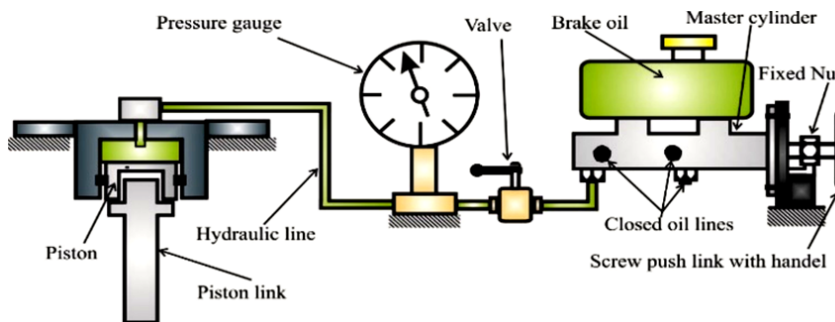 Pressure gauge
Valve
Brake oil
Master cylinder
Fixed Nu
Hydraulic line
Closed oil lines
Piston
Screw push link with handel
Piston link